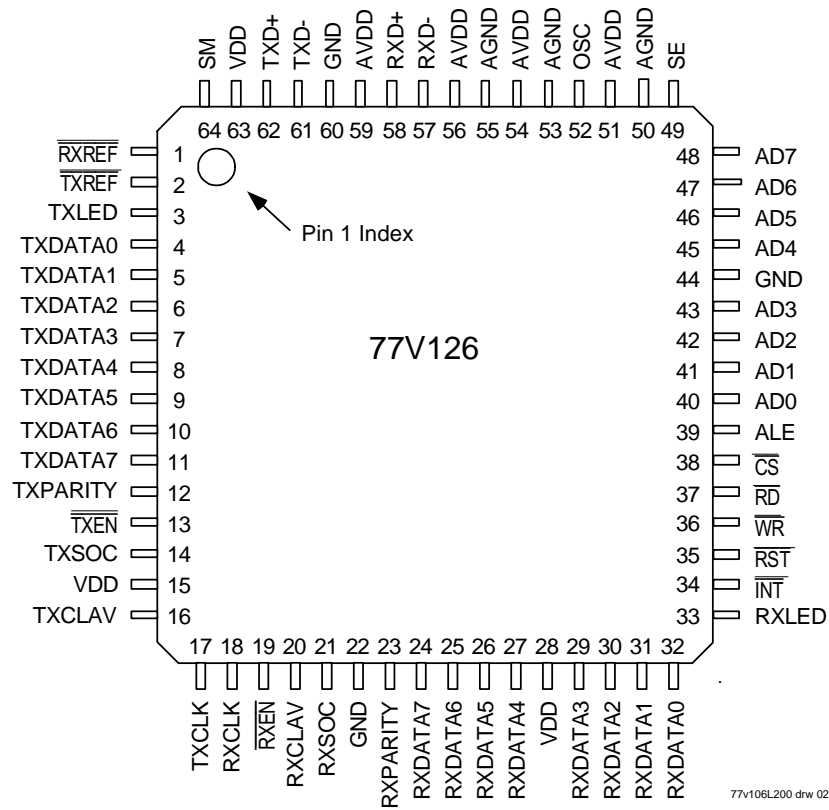 SM VDD TXD+ TXD- GND AVDD RXD+ RXD- AVDD AGND AVDD AGND OSC AVDD AGND SE
64 63 62 61 60 59 58 57 56 55 54 53 52 51 50 49
RXREF 1
TXREF 2
TXLED 3
TXDATA0 4
TXDATA1 5
TXDATA2 6
TXDATA3 7
TXDATA4 8
TXDATA5 9
TXDATA6 10
TXDATA7 11
TXPARITY 12
TXEN 13
TXSOC 14
VDD 15
TXCLAV 16
Pin 1 Index
77V126
48 AD7
47 AD6
46 AD5
45 AD4
44 GND
43 AD3
42 AD2
41 AD1
40 AD0
39 ALE
38 CS
37 RD
36 WR
35 RST
34 INT
33 RXLED
17 18 19 20 21 22 23 24 25 26 27 28 29 30 31 32
TXCLK RXCLK RXEN RXCLAV RXSOC GND RXPARITY RXDATA7 RXDATA6 RXDATA5 RXDATA4 VDD RXDATA3 RXDATA2 RXDATA1 RXDATA0
.
77v106L200 drw 02